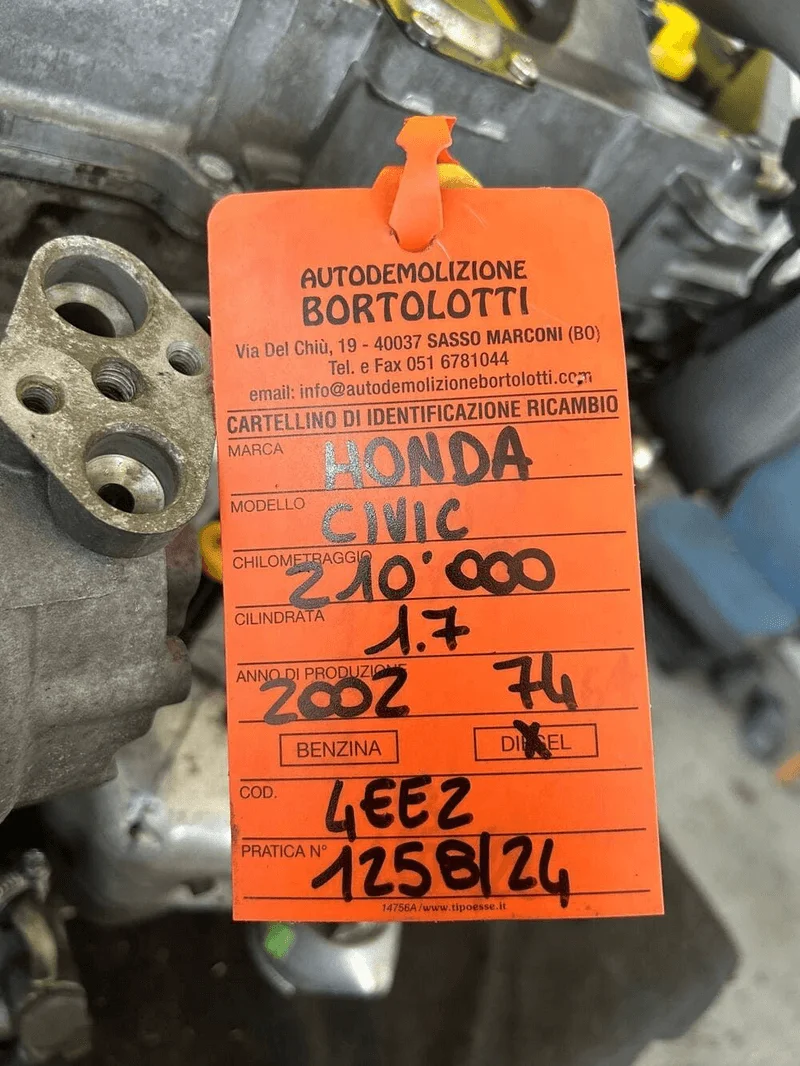 AUTODEMOLIZIONE
BORTOLOTTI
Via Del Chiù, 19 - 40037 SASSO MARCONI (BO)
Tel. e Fax 051 6781044
email: info@autodemolizionebortolotti.com
CARTELLINO DI IDENTIFICAZIONE RICAMBIO
MARCA HONDA
MODELLO CIVIC
CHILOMETRAGGIO 210'000
CILINDRATA 1.7
ANNO DI PRODUZIONE 2002 74
BENZINA DIESEL
COD. 4EE2
PRATICA N° 1258/24
14756A/www.tipoesse.it